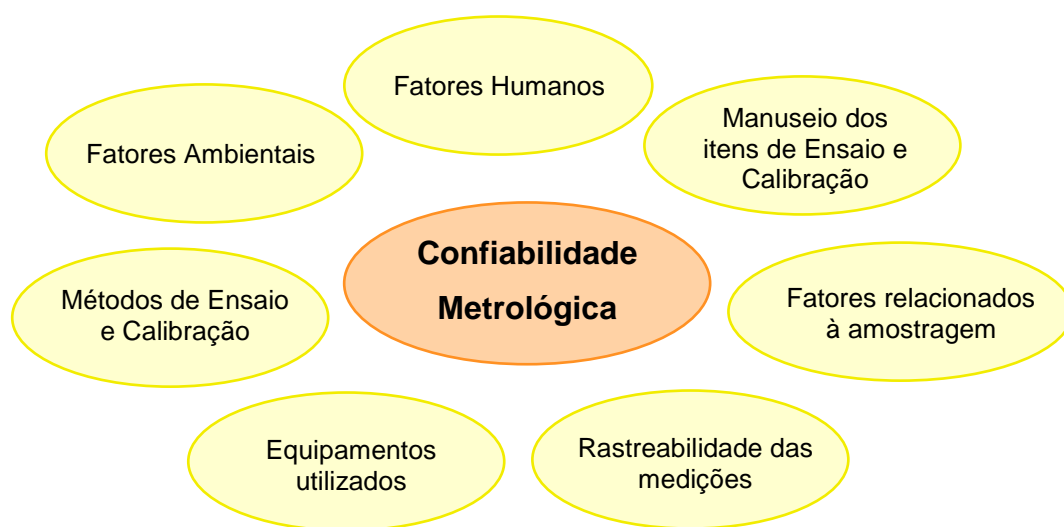 Fatores Humanos
Manuseio dos
itens de Ensaio e
Calibração
Fatores Ambientais
Confiabilidade
Metrológica
Métodos de Ensaio
e Calibração
Fatores relacionados
à amostragem
Equipamentos
utilizados
Rastreabilidade das
medições